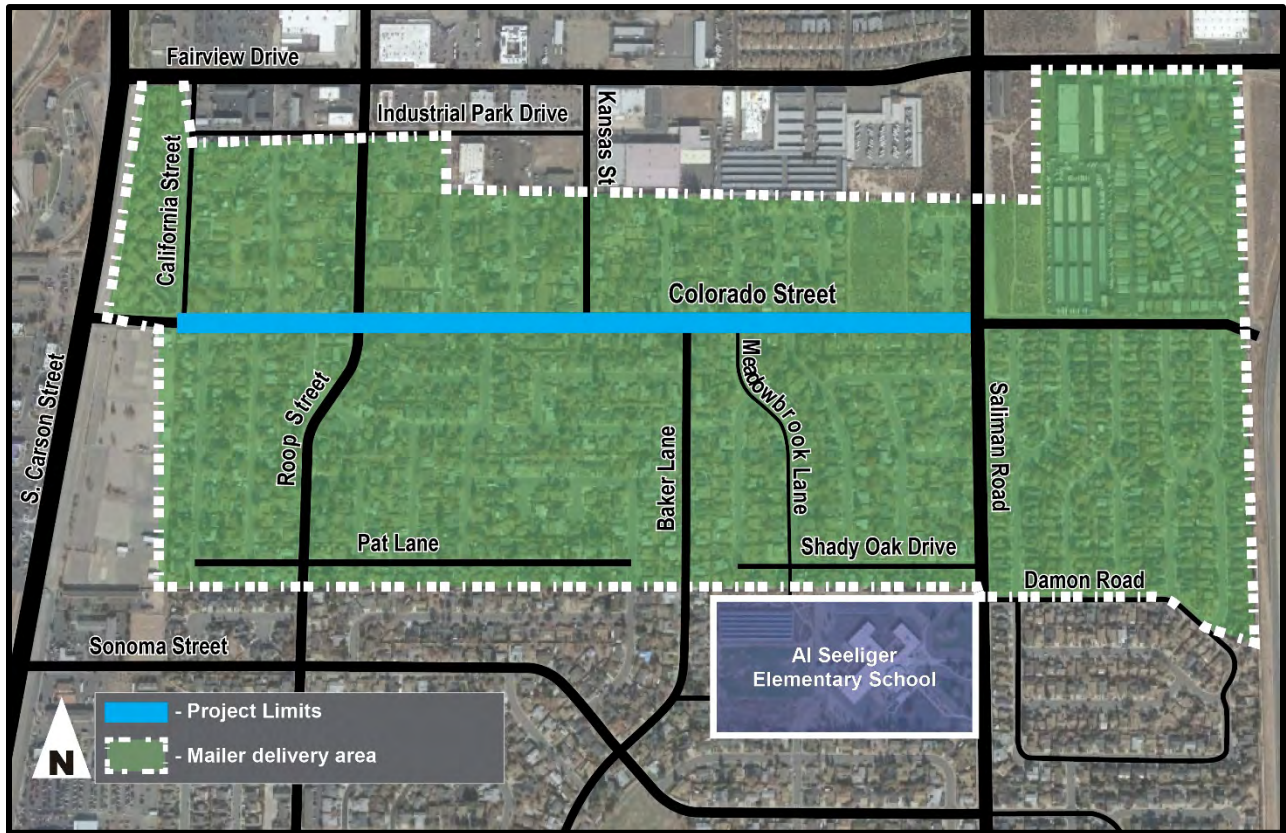 Fairview Drive
Industrial Park Drive
Kansas St
California Street
Colorado Street
S. Carson Street
Roop Street
Baker Lane
Meadowbrook Lane
Saliman Road
Pat Lane
Shady Oak Drive
Damon Road
Sonoma Street
Al Seeliger
Elementary School
- Project Limits
- Mailer delivery area
N